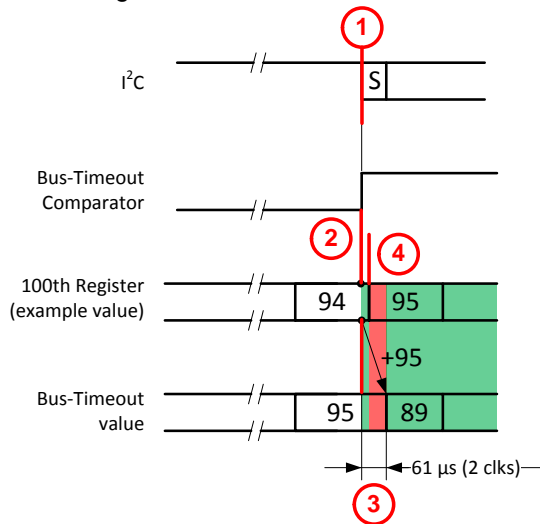 1
I²C
S
Bus-Timeout
Comparator
2
4
100th Register
(example value)
94
95
+95
Bus-Timeout
value
95
89
61 µs (2 clks)
3